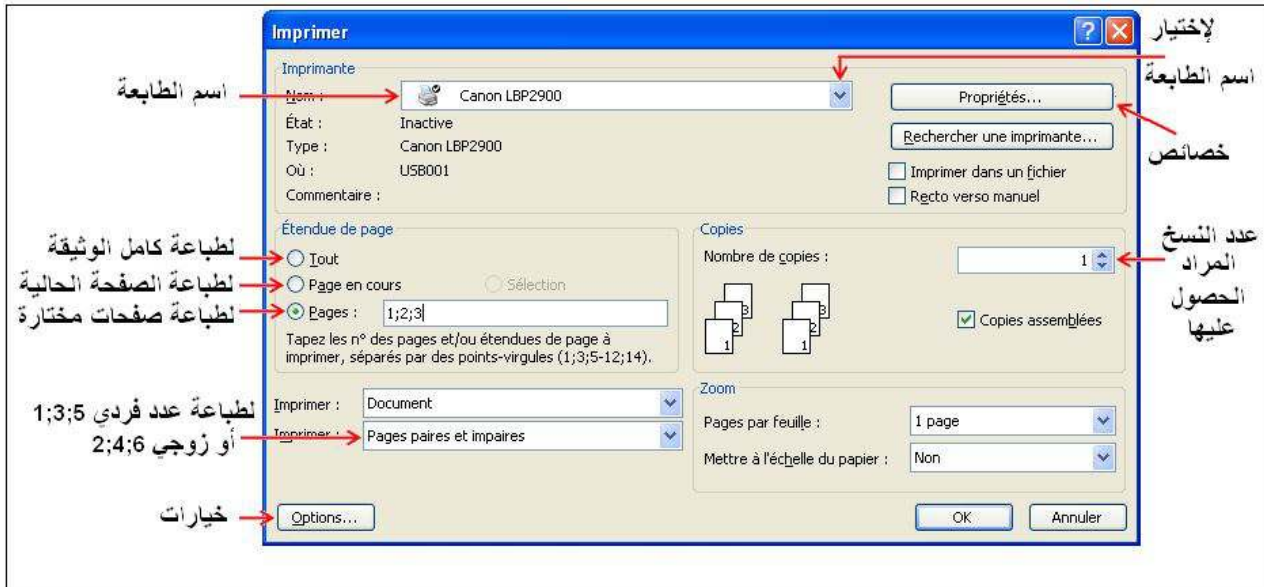 Imprimer
لإختيار
اسم الطابعة
Imprimante
اسم الطابعة
Nom :
Canon LBP2900
Propriétés...
خصائص
État :
Inactive
Type :
Canon LBP2900
Rechercher une imprimante...
Où :
USB001
Imprimer dans un fichier
Commentaire :
Recto verso manuel
Étendue de page
لطباعة كامل الوثيقة
Tout
لطباعة الصفحة الحالية
Page en cours
Sélection
لطباعة صفحات مختارة
Pages :
1;2;3
Tapez les n° des pages et/ou étendues de page à
imprimer, séparés par des points-virgules (1;3;5-12;14).
Copies
Nombre de copies :
1
عدد النسخ
المراد
الحصول
عليها
1 2 3
1 2 3
Copies assemblées
لطباعة عدد فردي 1;3;5
أو زوجي 2;4;6
Imprimer :
Document
Imprimer :
Pages paires et impaires
Zoom
Pages par feuille :
1 page
Mettre à l'échelle du papier :
Non
خيارات
Options...
OK
Annuler